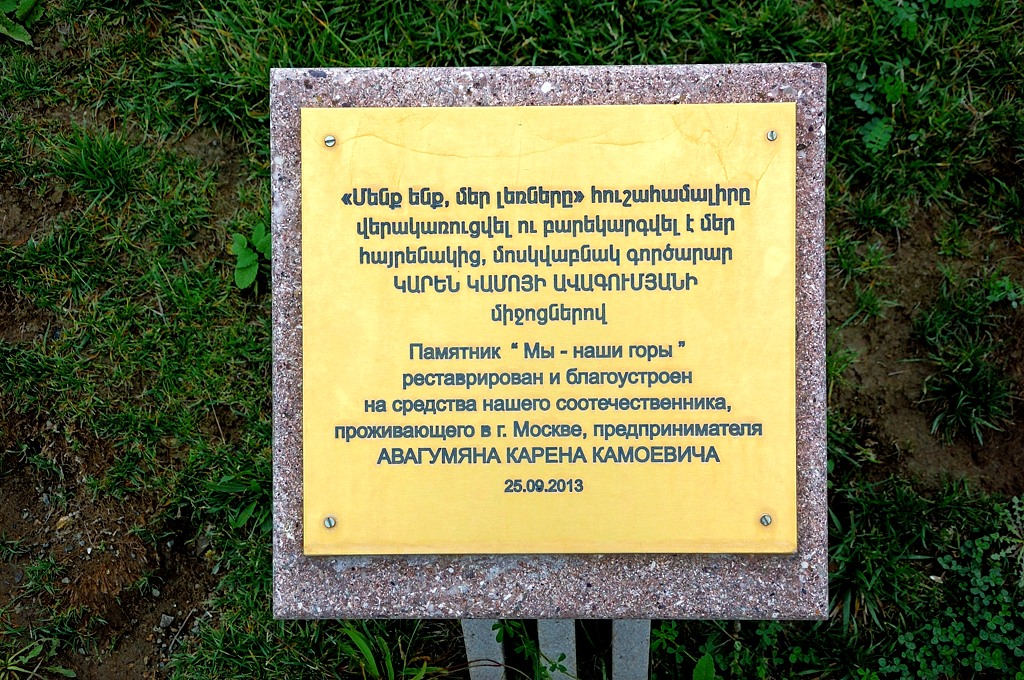 «Մենք ենք, մեր լեռները» հուշահամալիրը
վերակառուցվել ու բարեկարգվել է մեր
հայրենակից, մոսկվաբնակ գործարար
ԿԱՐԵՆ ԿԱՄՈՅԻ ԱՎԱԳՈՒՄՅԱՆԻ
միջոցներով
Памятник “ Мы - наши горы ”
реставрирован и благоустроен
на средства нашего соотечественника,
проживающего в г. Москве, предпринимателя
АВАГУМЯНА КАРЕНА КАМОЕВИЧА
25.09.2013